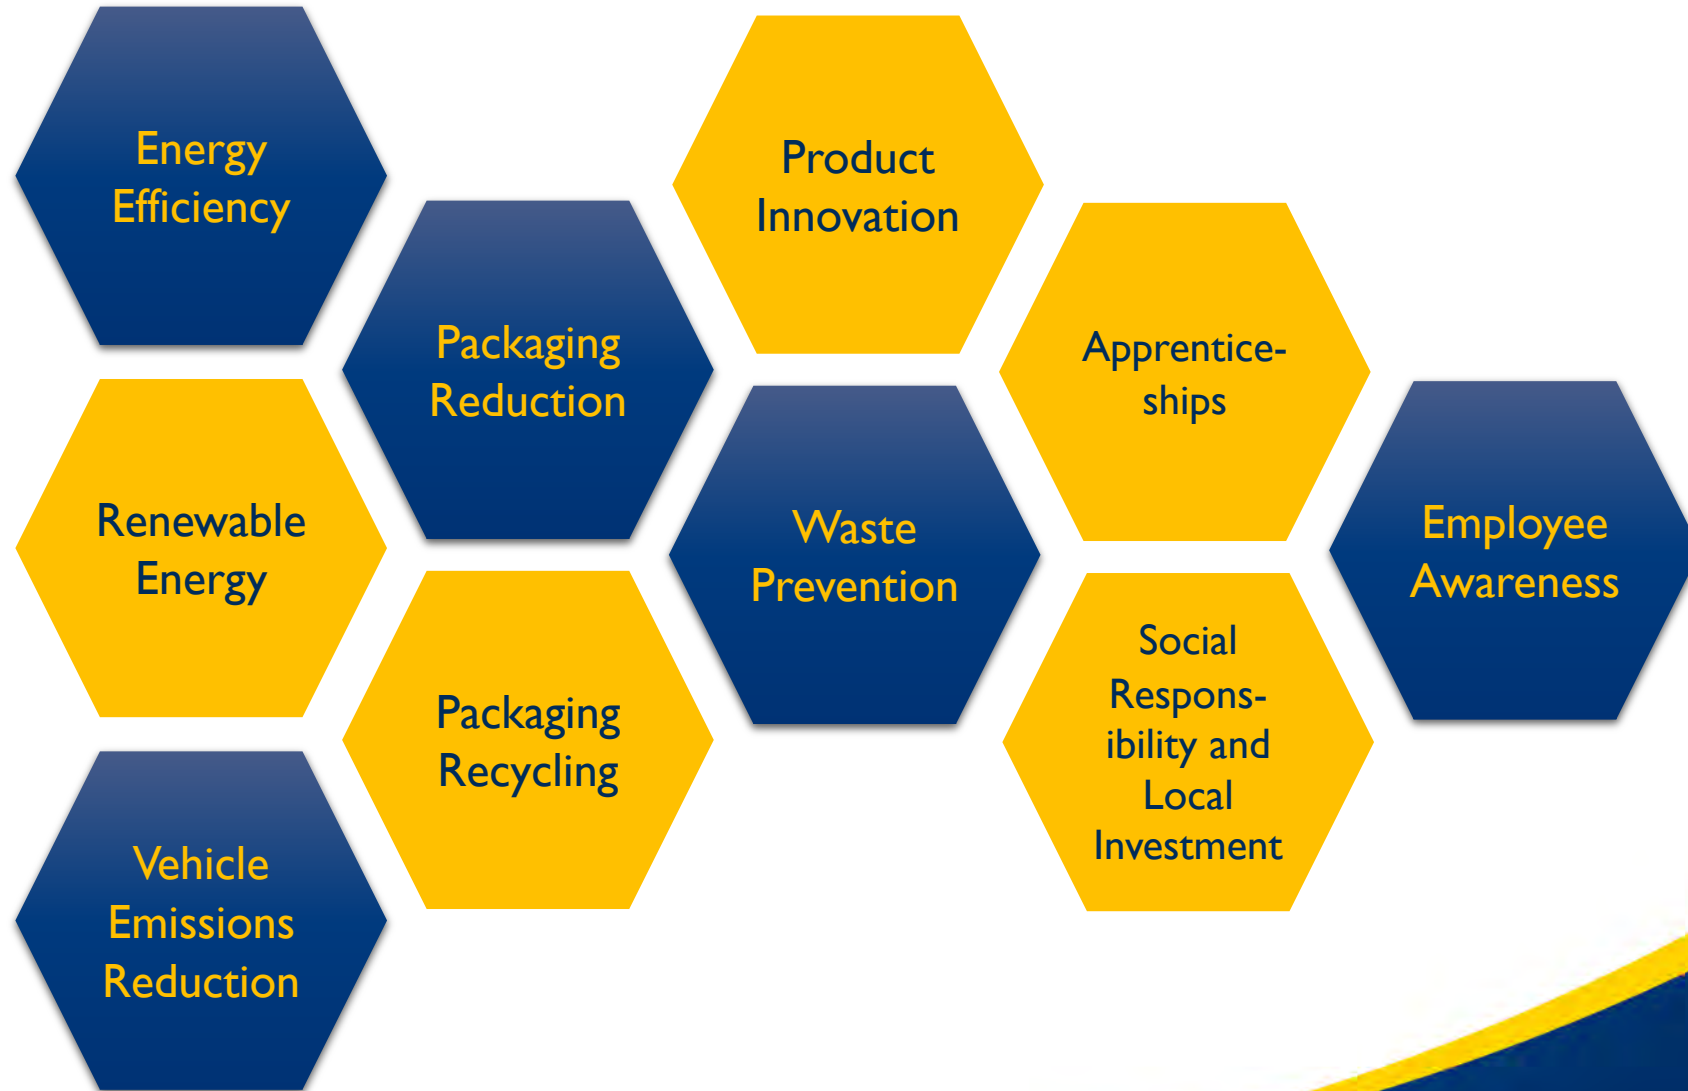 Energy
Efficiency
Renewable
Energy
Vehicle
Emissions
Reduction
Packaging
Reduction
Packaging
Recycling
Product
Innovation
Waste
Prevention
Apprentice-
ships
Social
Respons-
ibility and
Local
Investment
Employee
Awareness